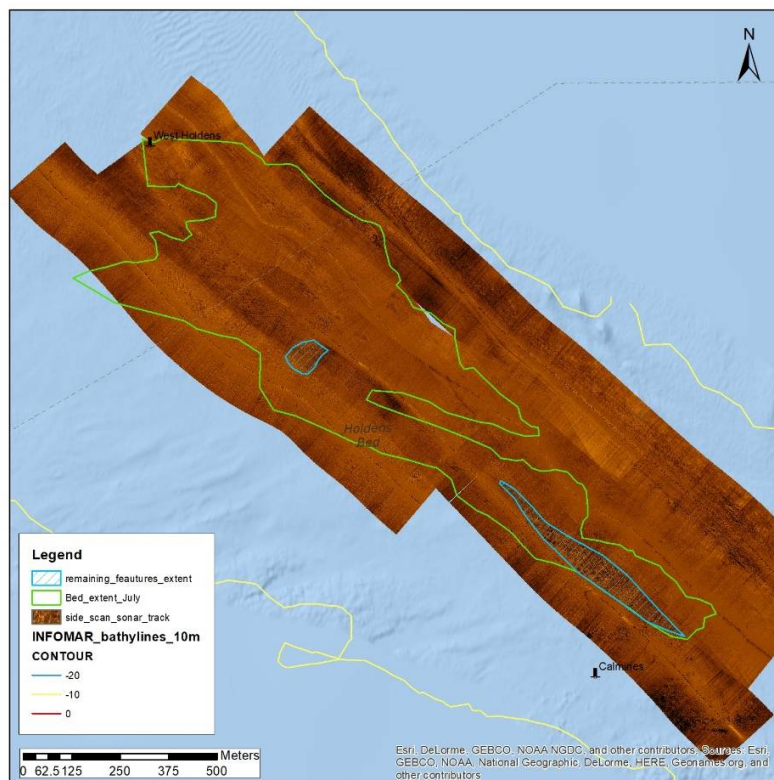 N
West Holdens
Holdens
Bed
Calmines
Legend
remaining_feautures_extent
Bed_extent_July
side_scan_sonar_track
INFOMAR_bathylines_10m
CONTOUR
-20
-10
0
Meters
0 62.5 125 250 375 500
Esri, DeLorme, GEBCO, NOAA NGDC, and other contributors, Sources: Esri,
GEBCO, NOAA, National Geographic, DeLorme, HERE, Geonames.org, and
other contributors